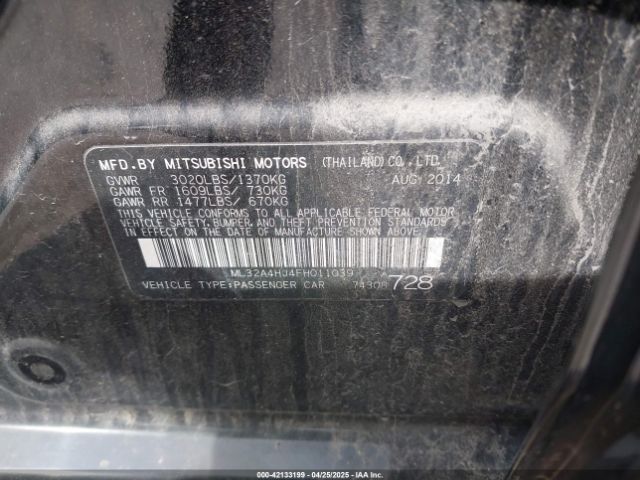 MFD.BY MITSUBISHI MOTORS (THAILAND) CO., LTD.
GVWR 3020LBS/1370KG AUG 2014
GAWR FR 1609LBS/ 730KG
GAWR RR 1477LBS/ 670KG
THIS VEHICLE CONFORMS TO ALL APPLICABLE FEDERAL MOTOR
VEHICLE SAFETY, BUMPER, AND THEFT PREVENTION STANDARDS
IN EFFECT ON THE DATE OF MANUFACTURE SHOWN ABOVE.
ML32A4HJ4FH011039
VEHICLE TYPE:PASSENGER CAR 74308 728
000-42133199 - 04/25/2025 - IAA Inc.